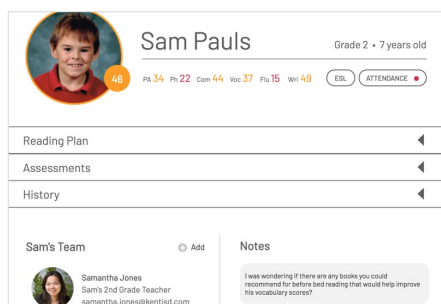 Sam Pauls
Grade 2 • 7 years old
46
PA 34 Ph 22 Com 44 Voc 37 Flu 15 Wri 49
ESL
ATTENDANCE
Reading Plan
Assessments
History
Sam's Team
Add
Samantha Jones
Sam's 2nd Grade Teacher
samantha.jones@kentisd.com
Notes
I was wondering if there are any books you could
recommend for before bed reading that would help improve
his vocabulary scores?